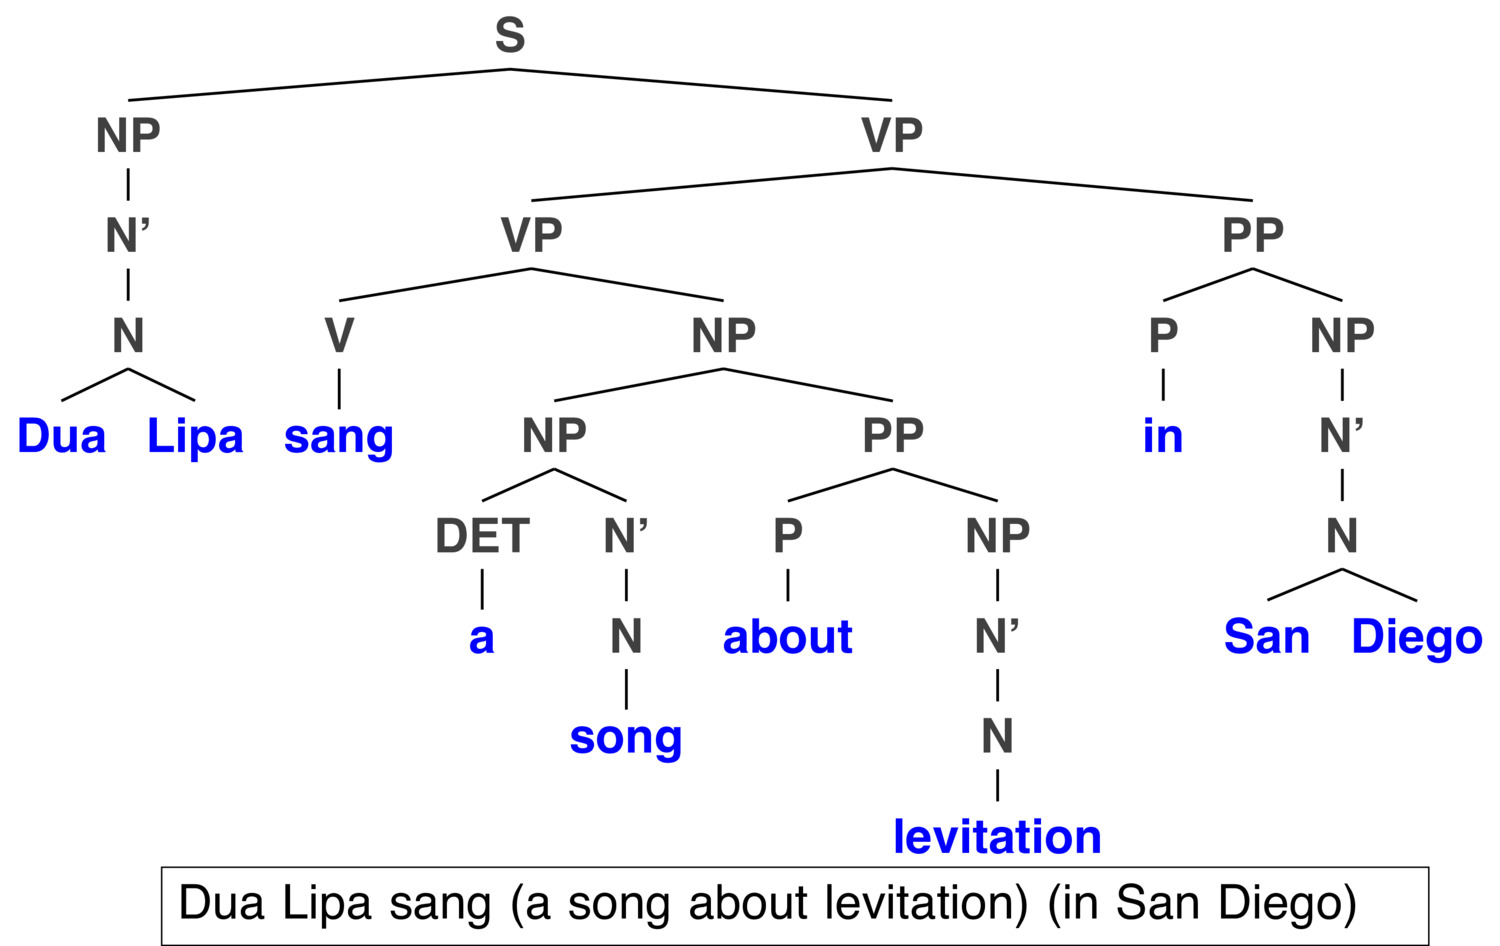 S
NP VP
N’ VP PP
N V NP P NP
Dua Lipa sang NP PP in N’
DET N’ P NP N
a N about N’ San Diego
song N
levitation
Dua Lipa sang (a song about levitation) (in San Diego)